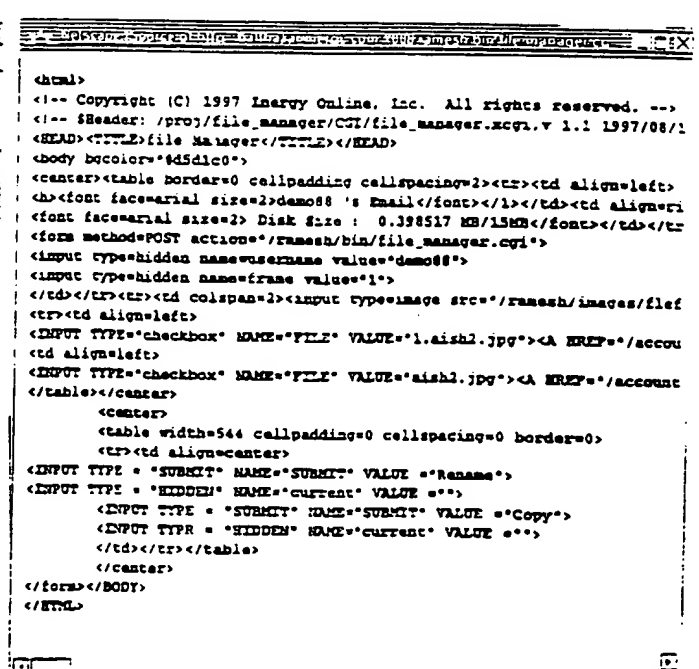 <html>
<!-- Copyright (C) 1997 Inergy Online, Inc. All rights reserved. -->
<!-- $Header: /proj/file_manager/CGI/file_manager.xcgi,v 1.1 1997/08/1
<HEAD><TITLE>file Manager</TITLE></HEAD>
<body bgcolor="#d5d1c0">
<center><table border=0 cellpadding cellspacing=2><tr><td align=left>
<b><font face=arial size=2>demo88 's Email</font></l></td><td align=ri
<font face=arial size=2> Disk Size : 0.398517 MB/15MB</font></td></tr
<form method=POST action="/ramesh/bin/file_manager.cgi">
<input type=hidden name=username value="demo88">
<input type=hidden name=frame value="1">
</td></tr><tr><td colspan=2><input type=image src="/ramesh/images/flef
<tr><td align=left>
<INPUT TYPE="checkbox" NAME="FILE" VALUE="1.aish2.jpg"><A HREF="/accou
<td align=left>
<INPUT TYPE="checkbox" NAME="FILE" VALUE="aish2.jpg"><A HREF="/account
</table></center>
<center>
<table width=544 cellpadding=0 cellspacing=0 border=0>
<tr><td align=center>
<INPUT TYPE = "SUBMIT" NAME="SUBMIT" VALUE ="Rename">
<INPUT TYPE = "HIDDEN" NAME="current" VALUE ="">
<INPUT TYPE = "SUBMIT" NAME="SUBMIT" VALUE ="Copy">
<INPUT TYPR = "HIDDEN" NAME="current" VALUE ="">
</td></tr></table>
</center>
</form></BODY>
</HTML>